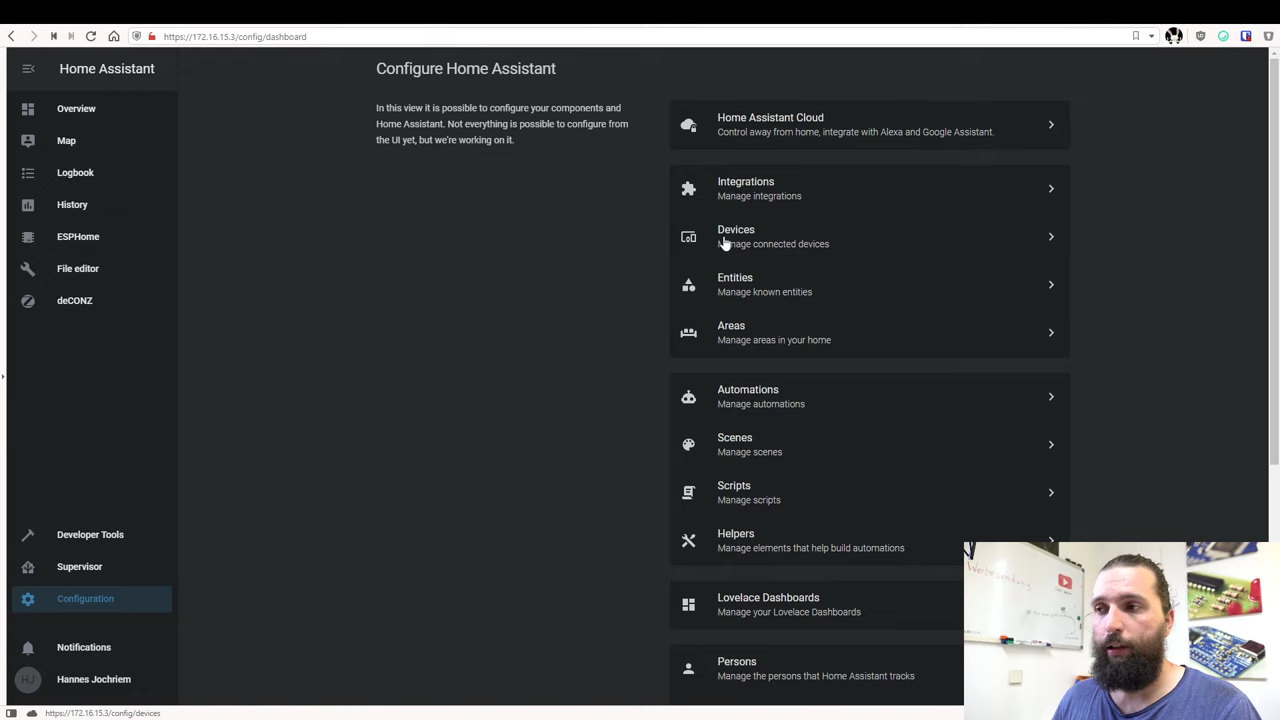 https://172.16.15.3/config/dashboard
Home Assistant
Overview
Map
Logbook
History
ESPHome
File editor
deCONZ
Developer Tools
Supervisor
Configuration
Notifications
HJ
Hannes Jochriem
Configure Home Assistant
In this view it is possible to configure your components and
Home Assistant. Not everything is possible to configure from
the UI yet, but we're working on it.
Home Assistant Cloud
Control away from home, integrate with Alexa and Google Assistant.
Integrations
Manage integrations
Devices
Manage connected devices
Entities
Manage known entities
Areas
Manage areas in your home
Automations
Manage automations
Scenes
Manage scenes
Scripts
Manage scripts
Helpers
Manage elements that help build automations
Lovelace Dashboards
Manage your Lovelace Dashboards
Persons
Manage the persons that Home Assistant tracks
Werbesendung
https://172.16.15.3/config/devices